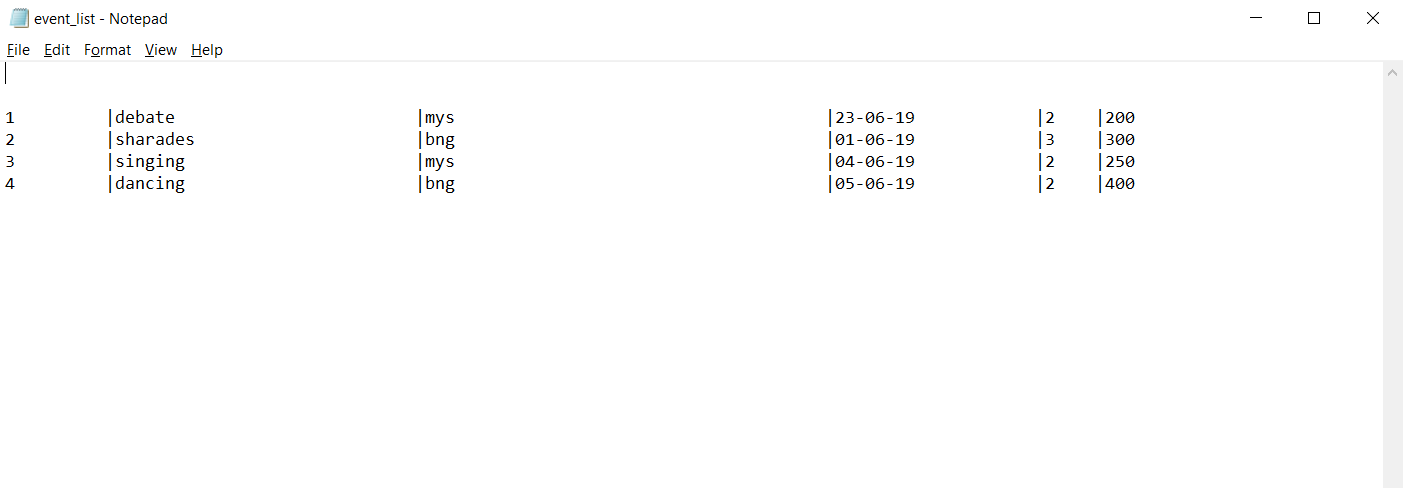 event_list - Notepad
File Edit Format View Help
1 |debate |mys |23-06-19 |2 |200
2 |sharades |bng |01-06-19 |3 |300
3 |singing |mys |04-06-19 |2 |250
4 |dancing |bng |05-06-19 |2 |400